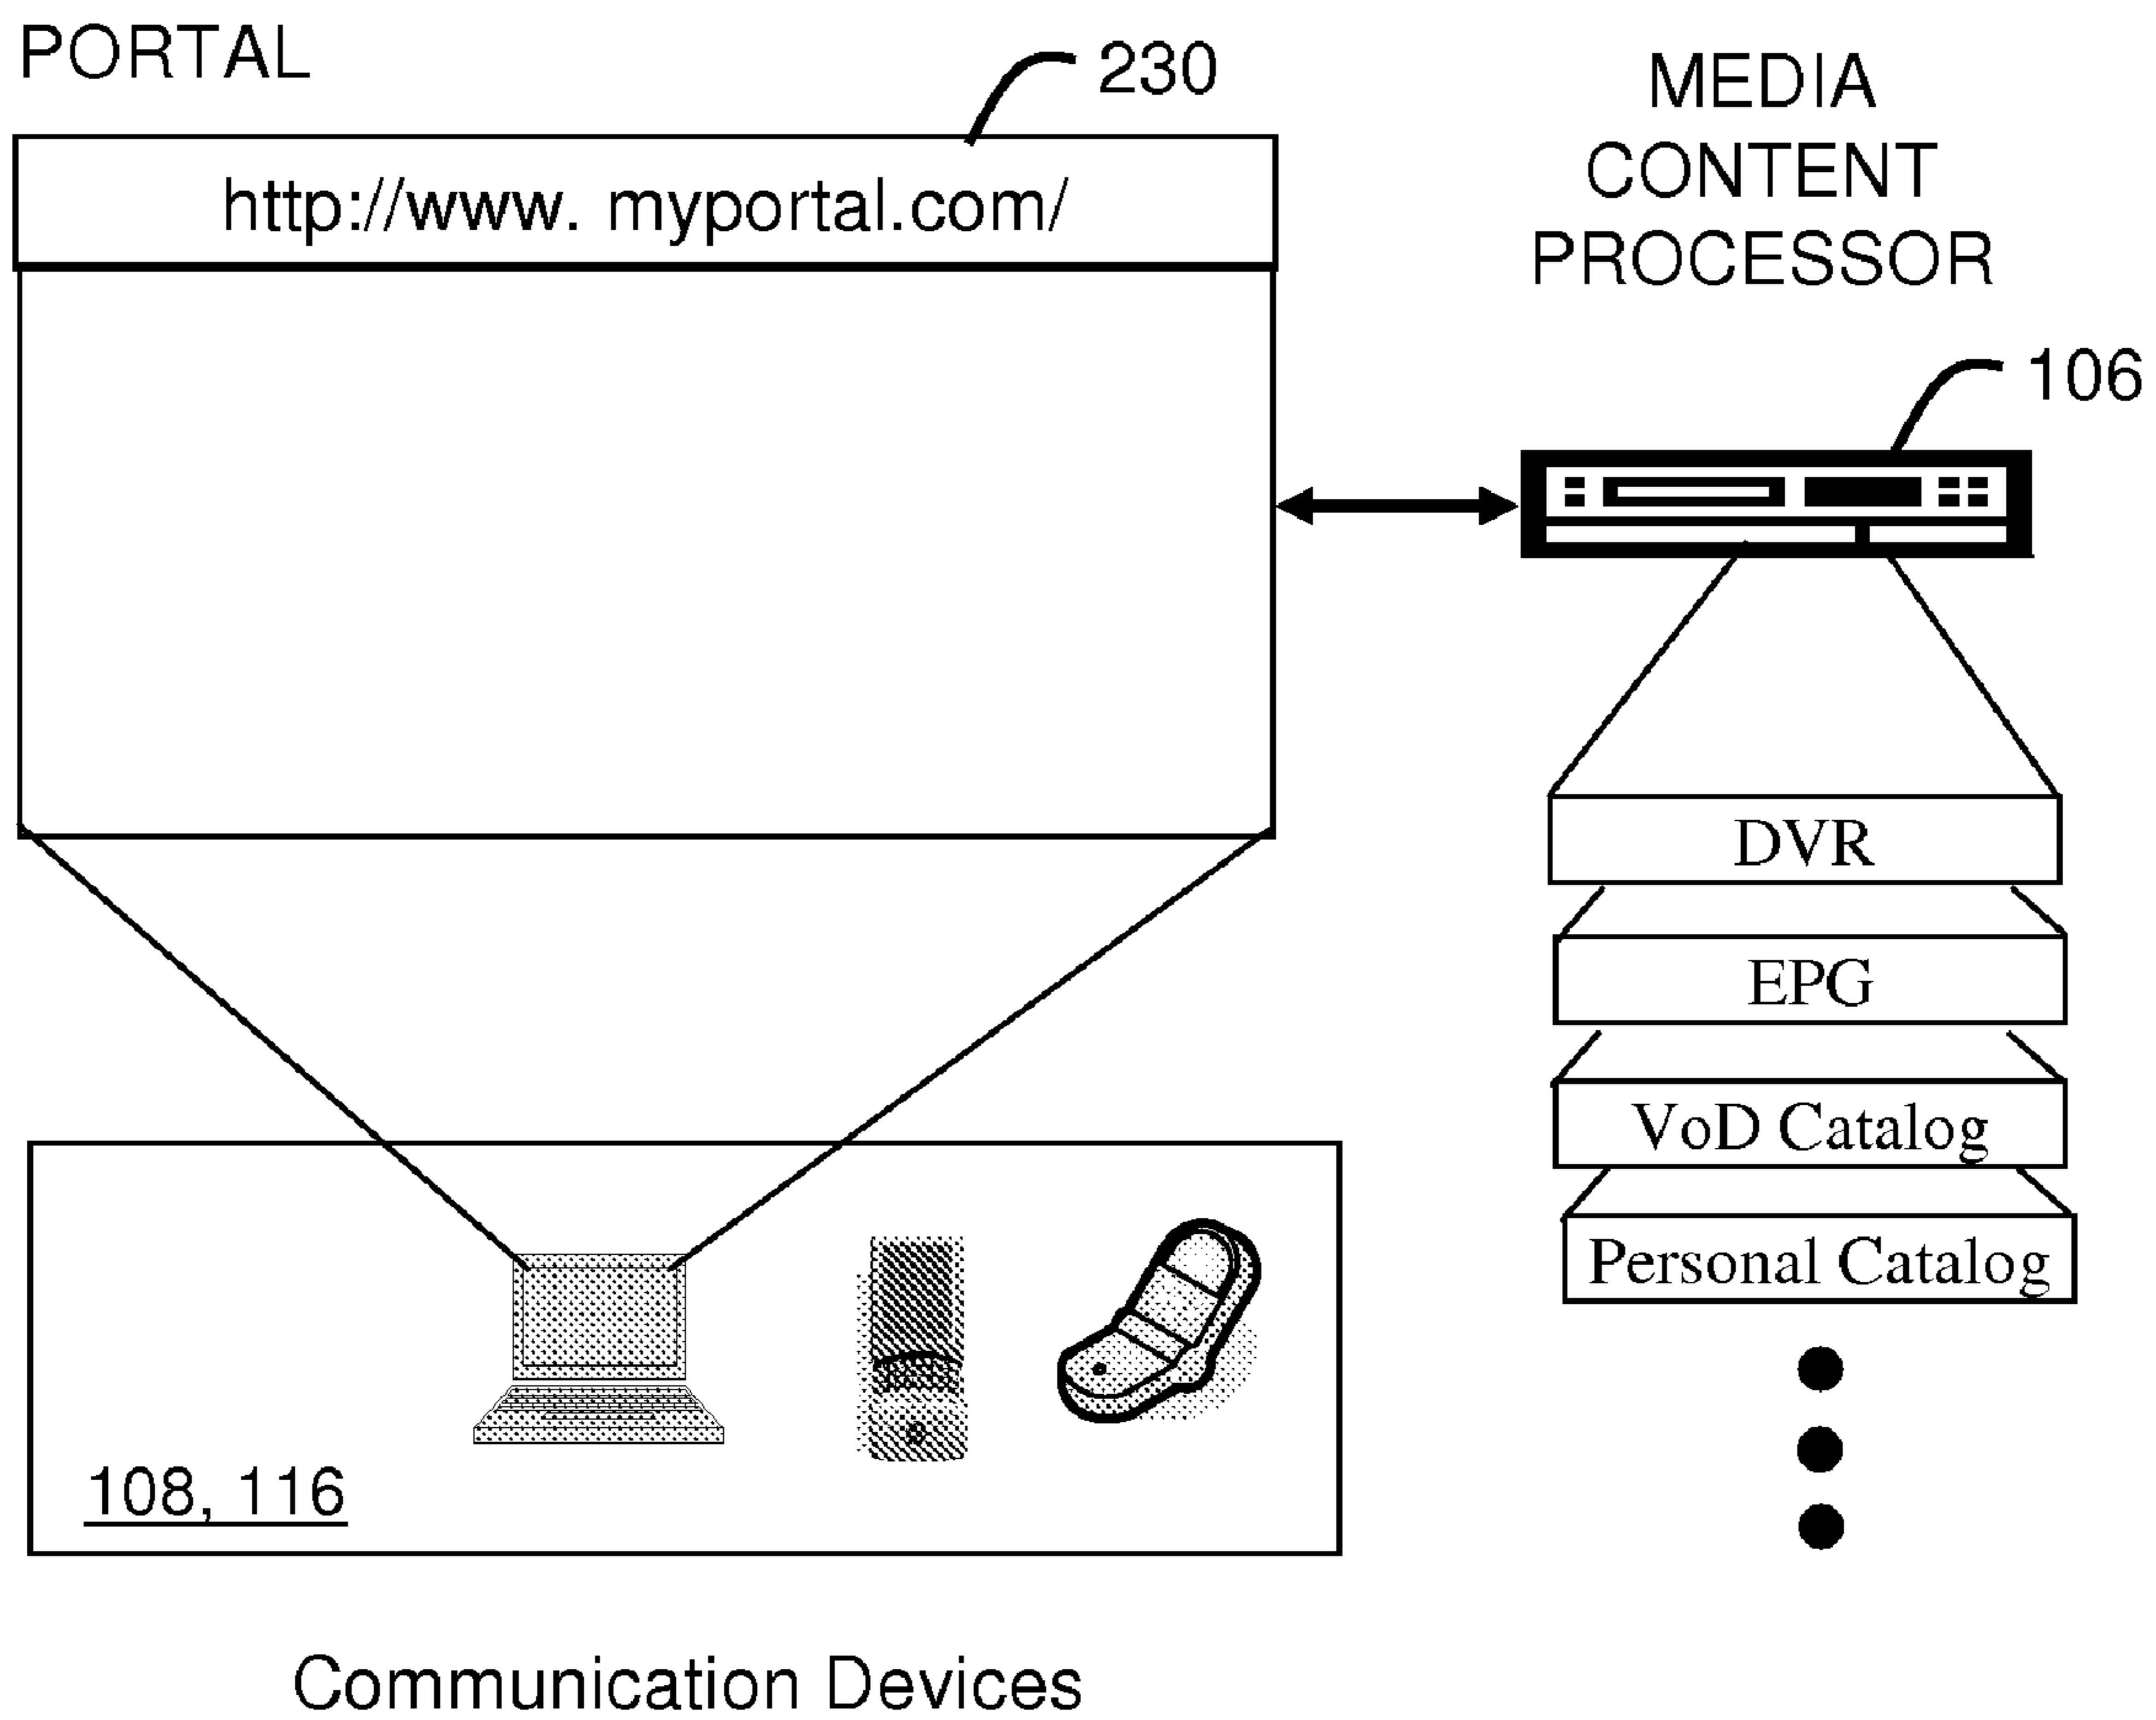 PORTAL
230
http://www. myportal.com/
MEDIA
CONTENT
PROCESSOR
106
DVR
EPG
VoD Catalog
Personal Catalog
108, 116
Communication Devices